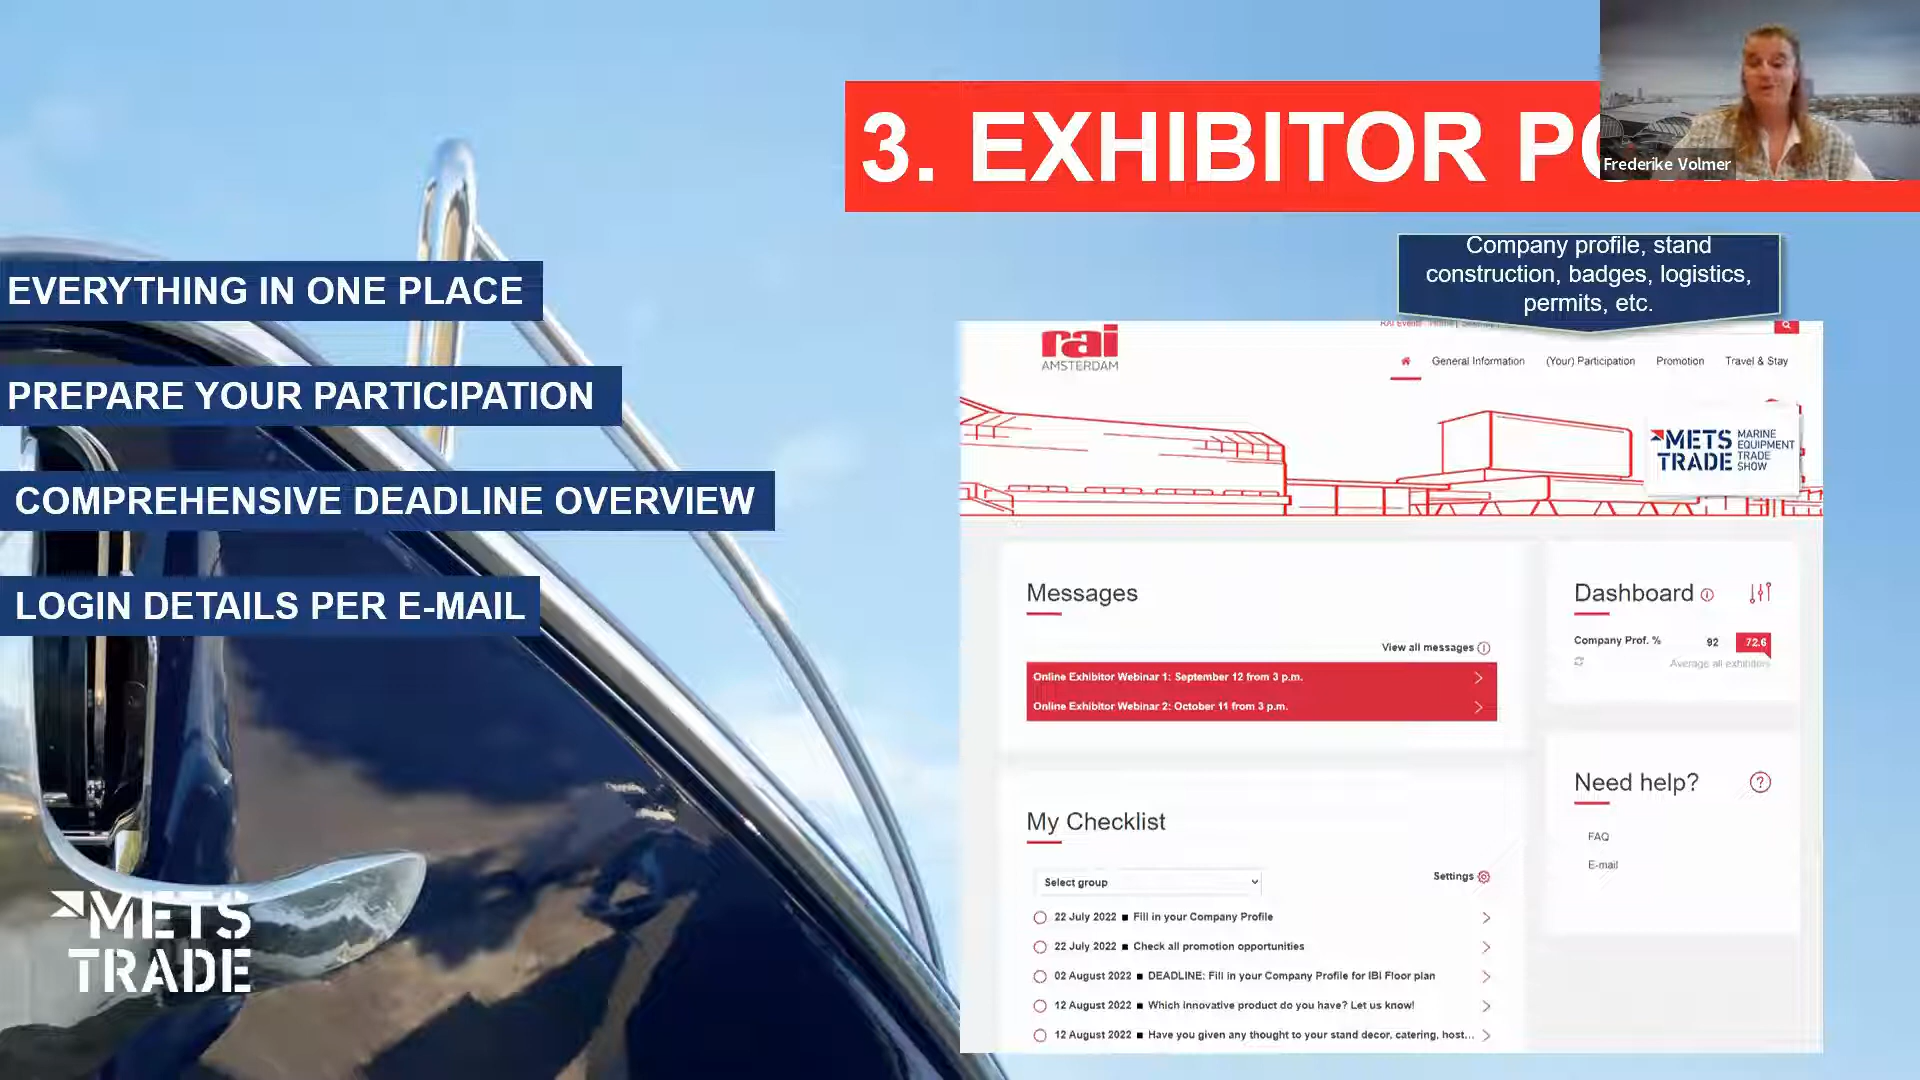 3. EXHIBITOR
Frederike Volmer
Company profile, stand
construction, badges, logistics,
permits, etc.
EVERYTHING IN ONE PLACE
PREPARE YOUR PARTICIPATION
COMPREHENSIVE DEADLINE OVERVIEW
LOGIN DETAILS PER E-MAIL
METS
TRADE
rai
AMSTERDAM
RAI Events Home
General Information (Your) Participation Promotion Travel & Stay
METS TRADE
MARINE
EQUIPMENT
TRADE
SHOW
Messages
View all messages
Online Exhibitor Webinar 1: September 12 from 3 p.m.
Online Exhibitor Webinar 2: October 11 from 3 p.m.
Dashboard
Company Prof. % 92 72.6
Average all exhibitors
Need help?
FAQ
E-mail
My Checklist
Select group
Settings
22 July 2022 ■ Fill in your Company Profile
22 July 2022 ■ Check all promotion opportunities
02 August 2022 ■ DEADLINE: Fill in your Company Profile for IBI Floor plan
12 August 2022 ■ Which innovative product do you have? Let us know!
12 August 2022 ■ Have you given any thought to your stand decor, catering, host...